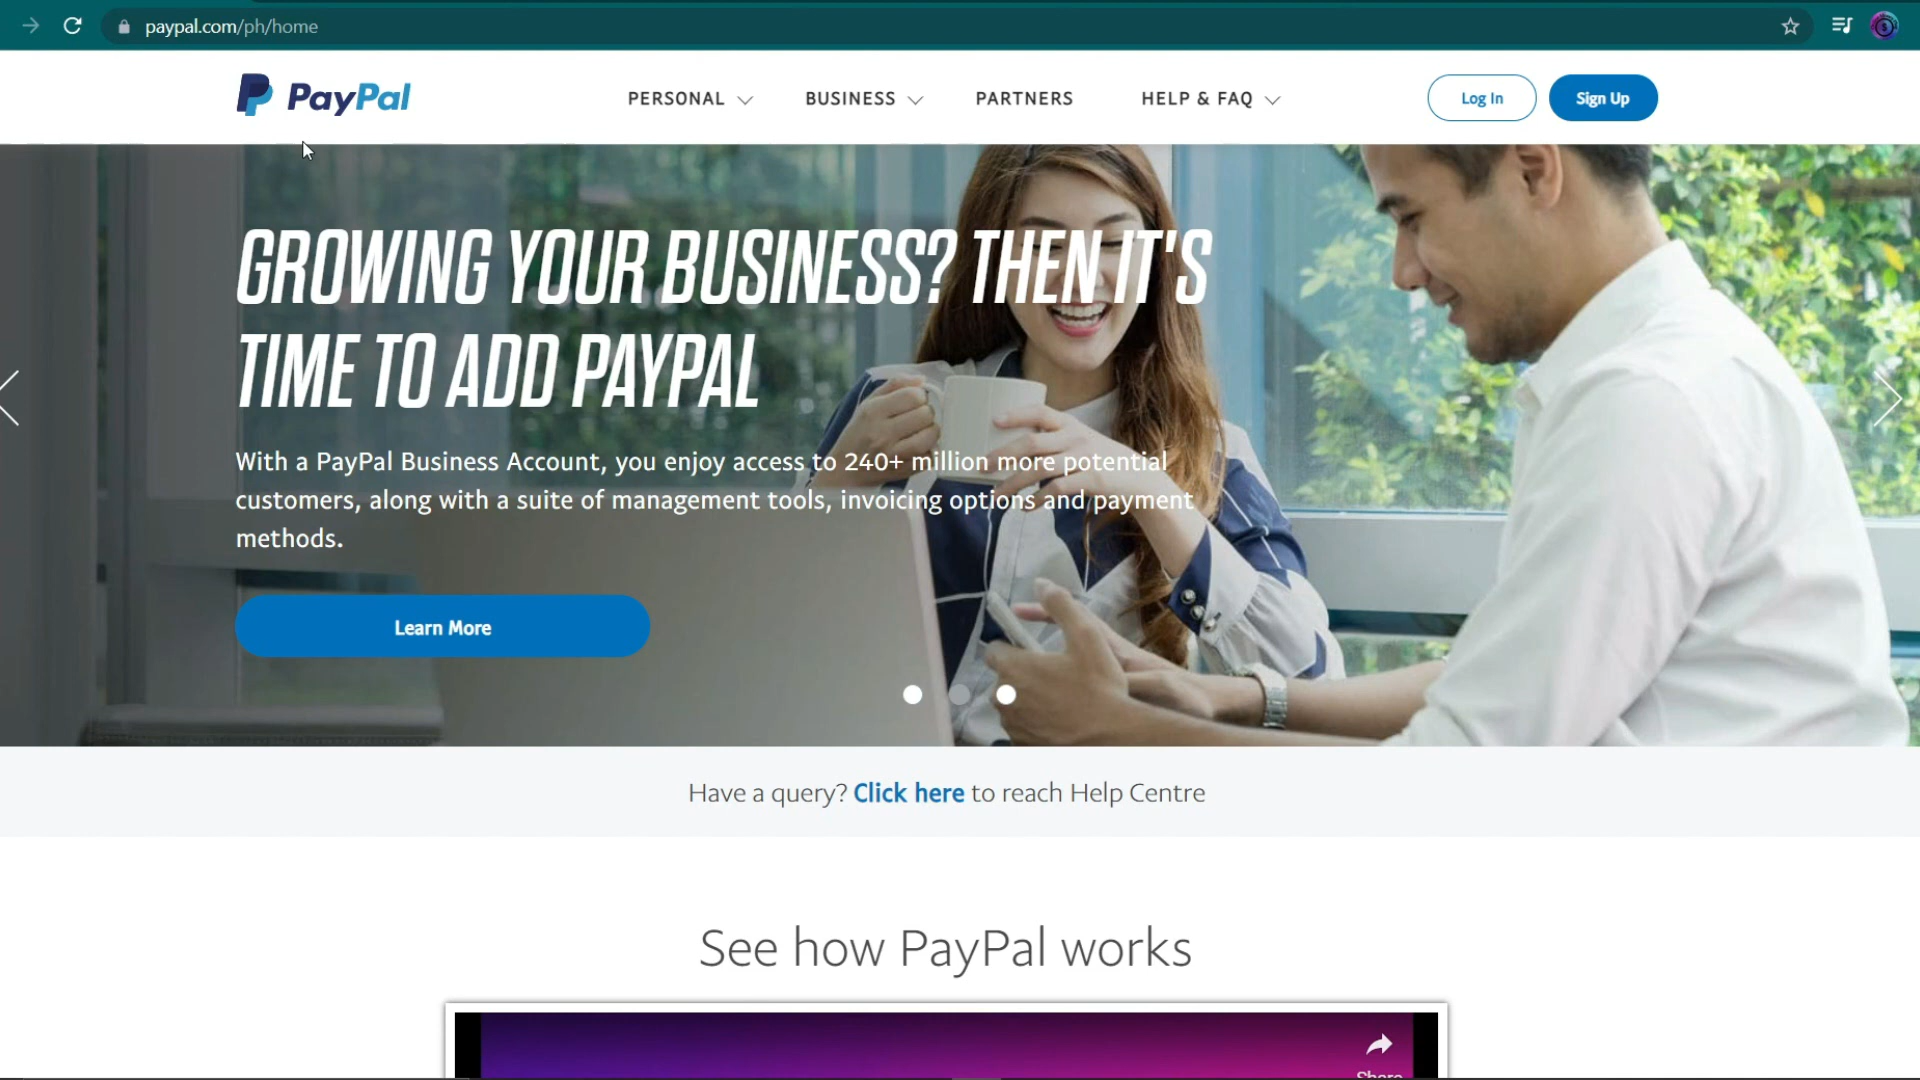 paypal.com/ph/home
PayPal
PERSONAL
BUSINESS
PARTNERS
HELP & FAQ
Log In
Sign Up
GROWING YOUR BUSINESS? THEN IT'S
TIME TO ADD PAYPAL
With a PayPal Business Account, you enjoy access to 240+ million more potential
customers, along with a suite of management tools, invoicing options and payment
methods.
Learn More
Have a query? Click here to reach Help Centre
See how PayPal works
Share